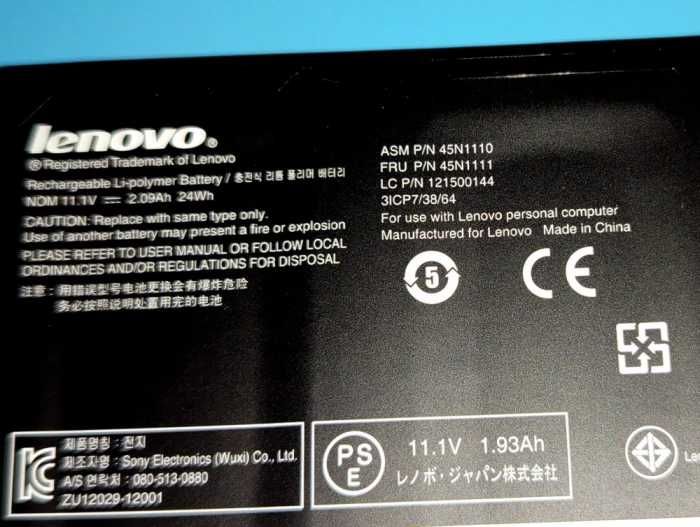 lenovo®
® Registered Trademark of Lenovo
Rechargeable Li-polymer Battery / 충전식 리튬 폴리머 배터리
NOM 11.1V ⎓ 2.09Ah 24Wh
CAUTION: Replace with same type only.
Use of another battery may present a fire or explosion
PLEASE REFER TO USER MANUAL OR FOLLOW LOCAL
ORDINANCES AND/OR REGULATIONS FOR DISPOSAL
注意: 用错误型号电池更换会有爆炸危险
务必按照说明处置用完的电池
ASM P/N 45N1110
FRU P/N 45N1111
LC P/N 121500144
3ICP7/38/64
For use with Lenovo personal computer
Manufactured for Lenovo Made in China
5
CE
KC
제품명칭 : 전지
제조자명 : Sony Electronics (Wuxi) Co., Ltd.
A/S 연락처 : 080-513-0880
ZU12029-12001
PS
E
11.1V 1.93Ah
レノボ・ジャパン株式会社